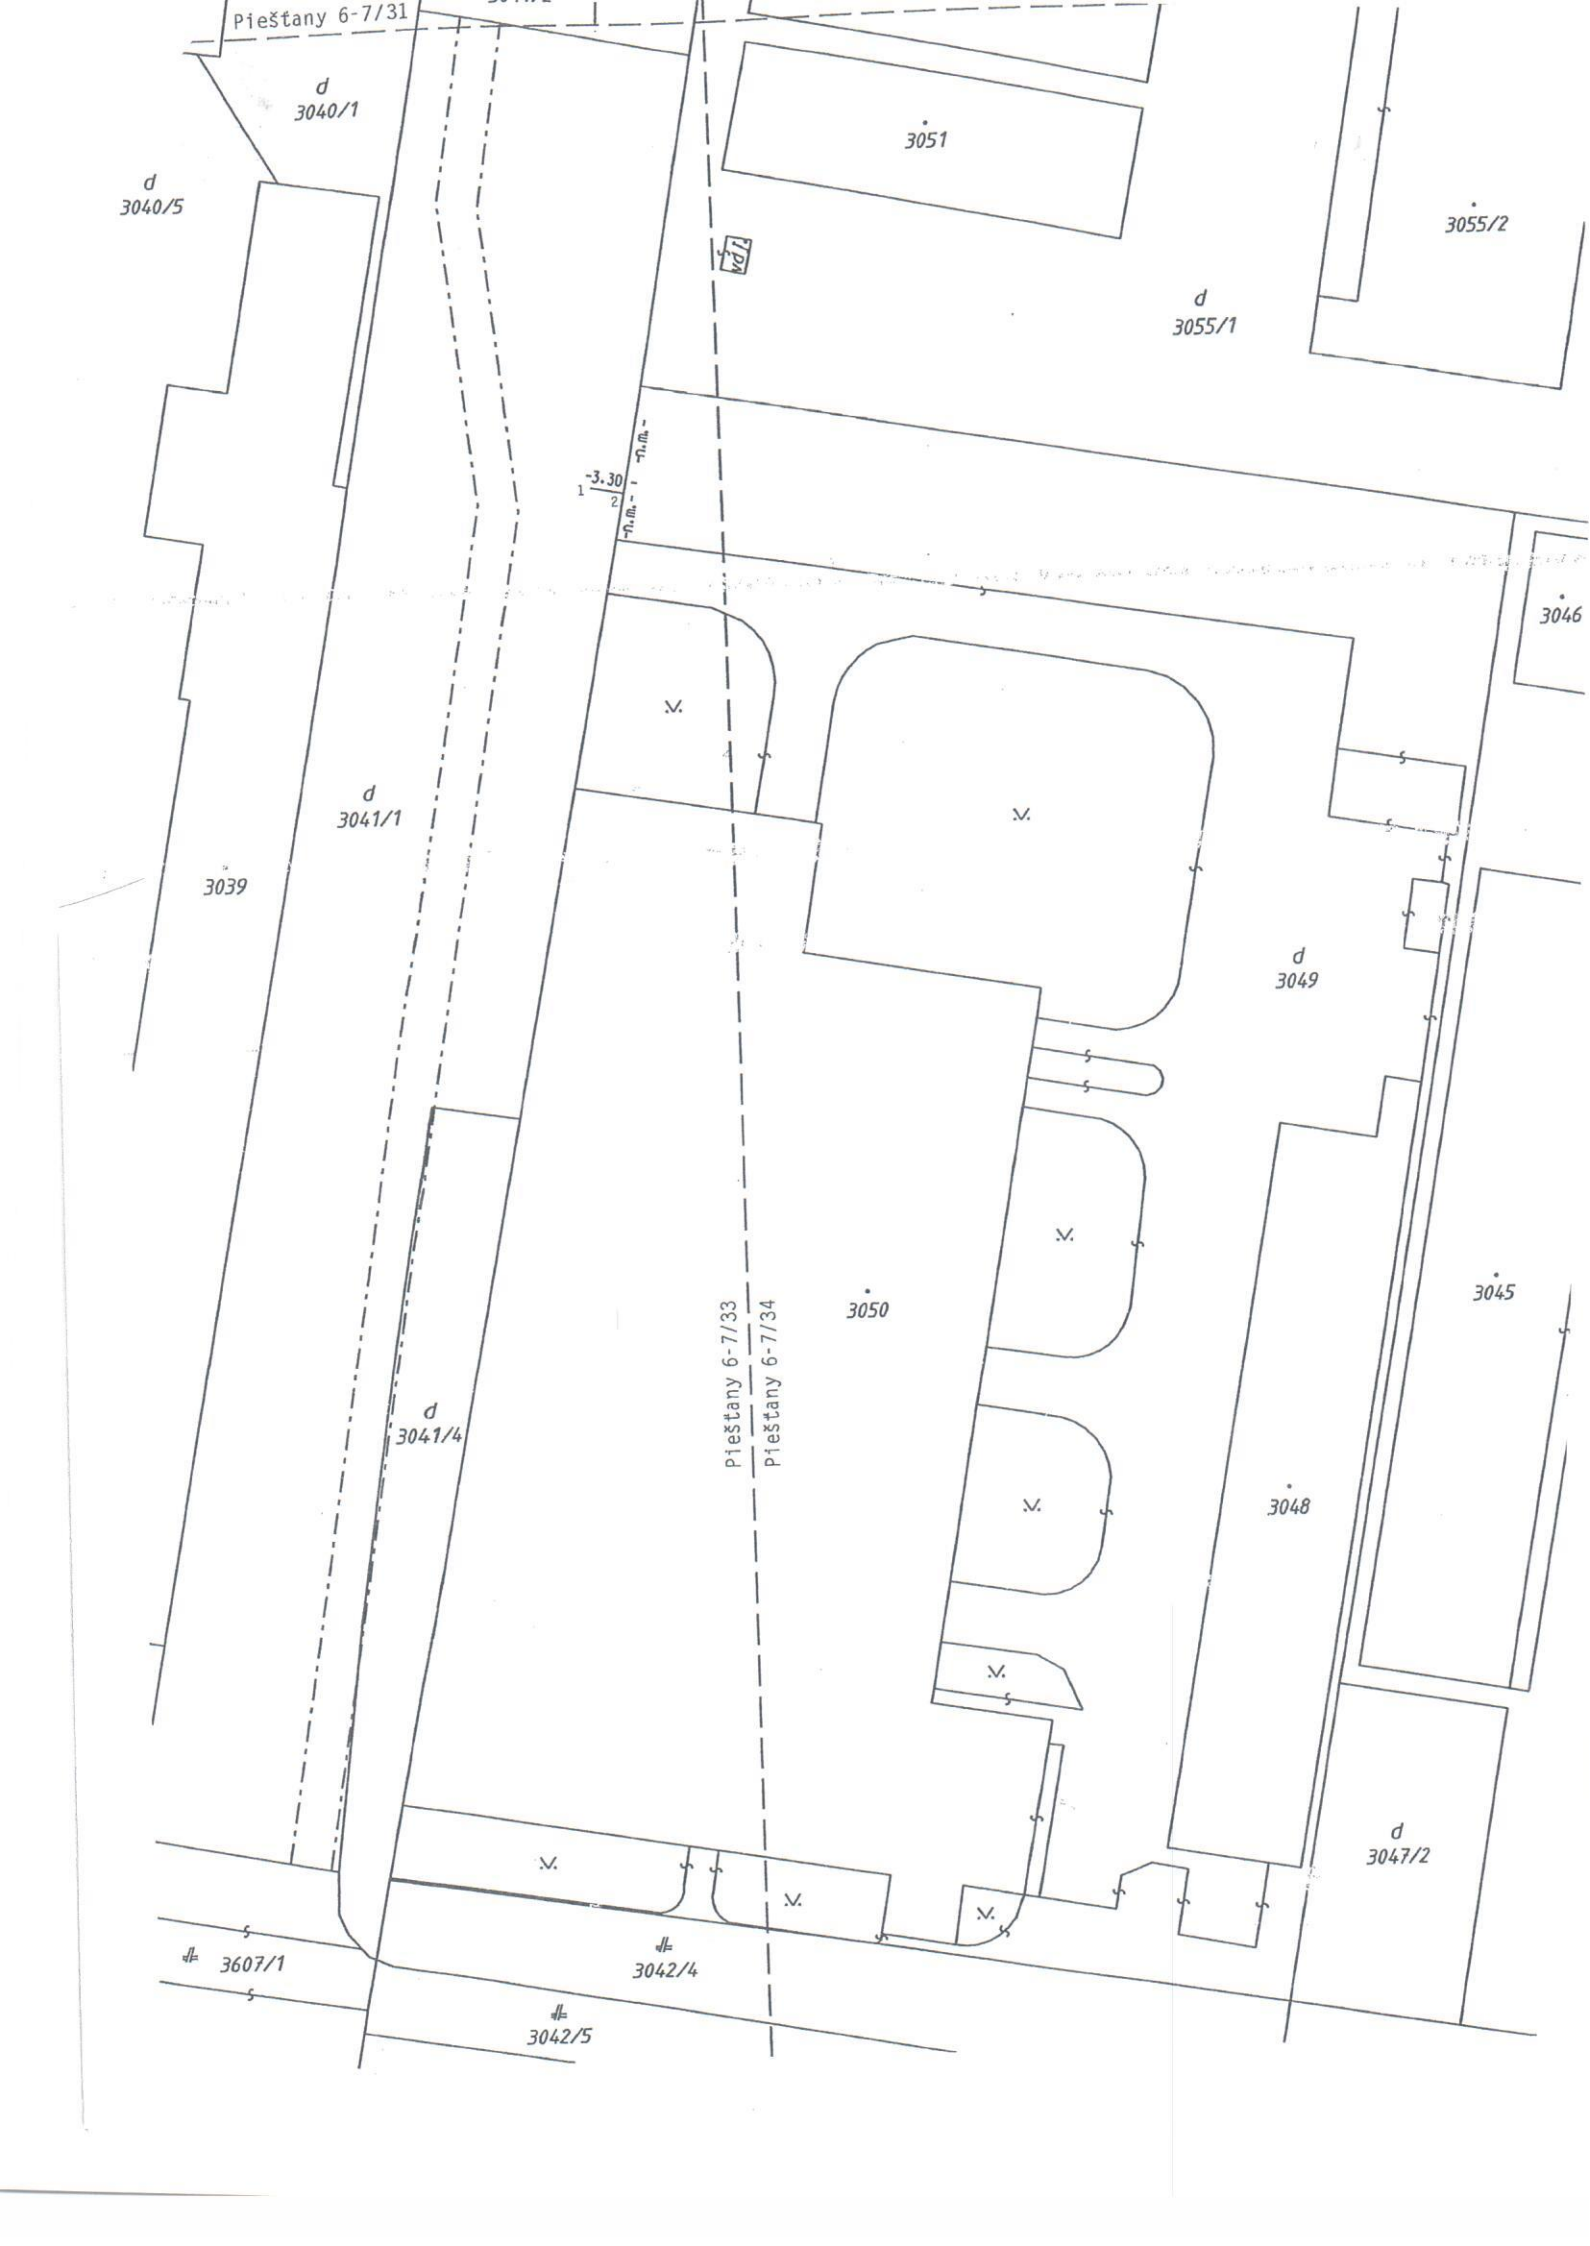 Piešťany 6-7/31
d
3040/1
3051
d
3040/5
3055/2
vdj.
d
3055/1
-n.m.-
-3.30
1
2
-n.m.-
3046
.v.
d
3041/1
.v.
3039
d
3049
.v.
3045
3050
Piešťany 6-7/33
Piešťany 6-7/34
d
3041/4
.v.
3048
.v.
d
3047/2
.v.
.v.
.v.
3607/1
3042/4
3042/5